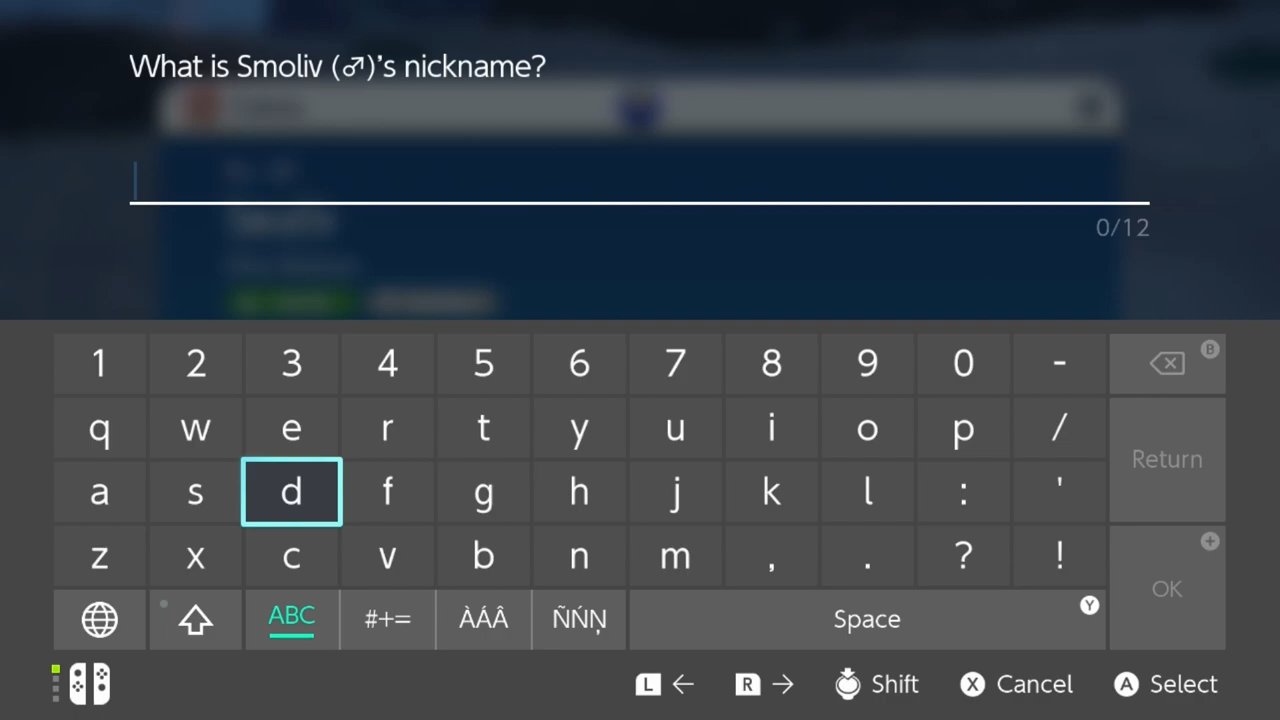 What is Smoliv (♂)'s nickname?
0/12
1 2 3 4 5 6 7 8 9 0 - B
q w e r t y u i o p / Return
a s d f g h j k l : '
z x c v b n m , . ? ! + OK
ABC #+= ÀÁÂ ÑŃŅ Space Y
L ← R → Shift X Cancel A Select